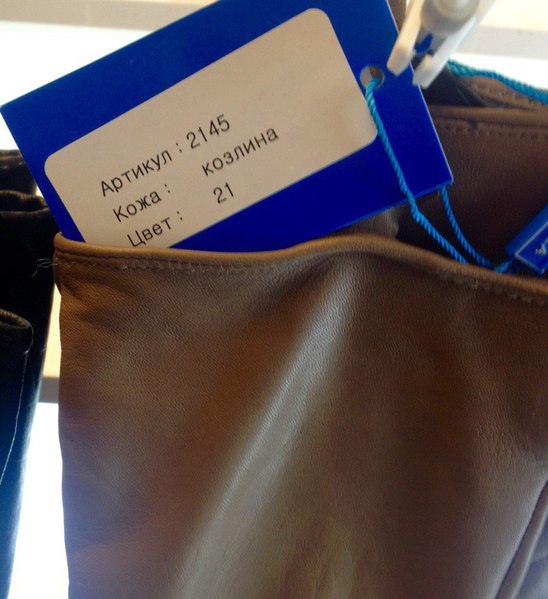 Артикул : 2145
Кожа : козлина
Цвет : 21